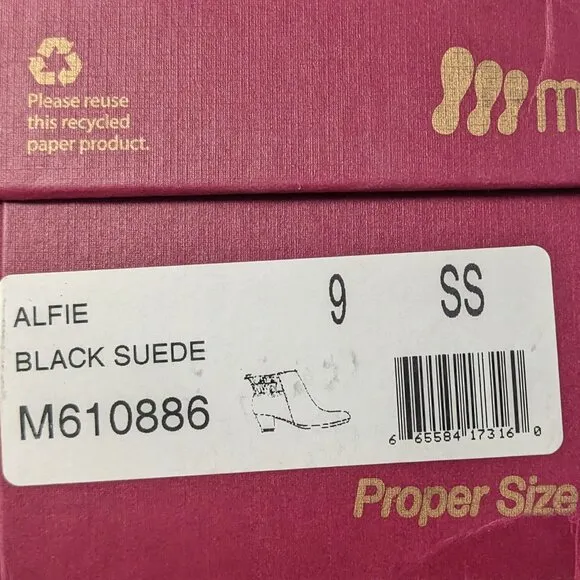 Please reuse
this recycled
paper product.
m
ALFIE 9 SS
BLACK SUEDE
M610886
6 65584 17316 0
Proper Size